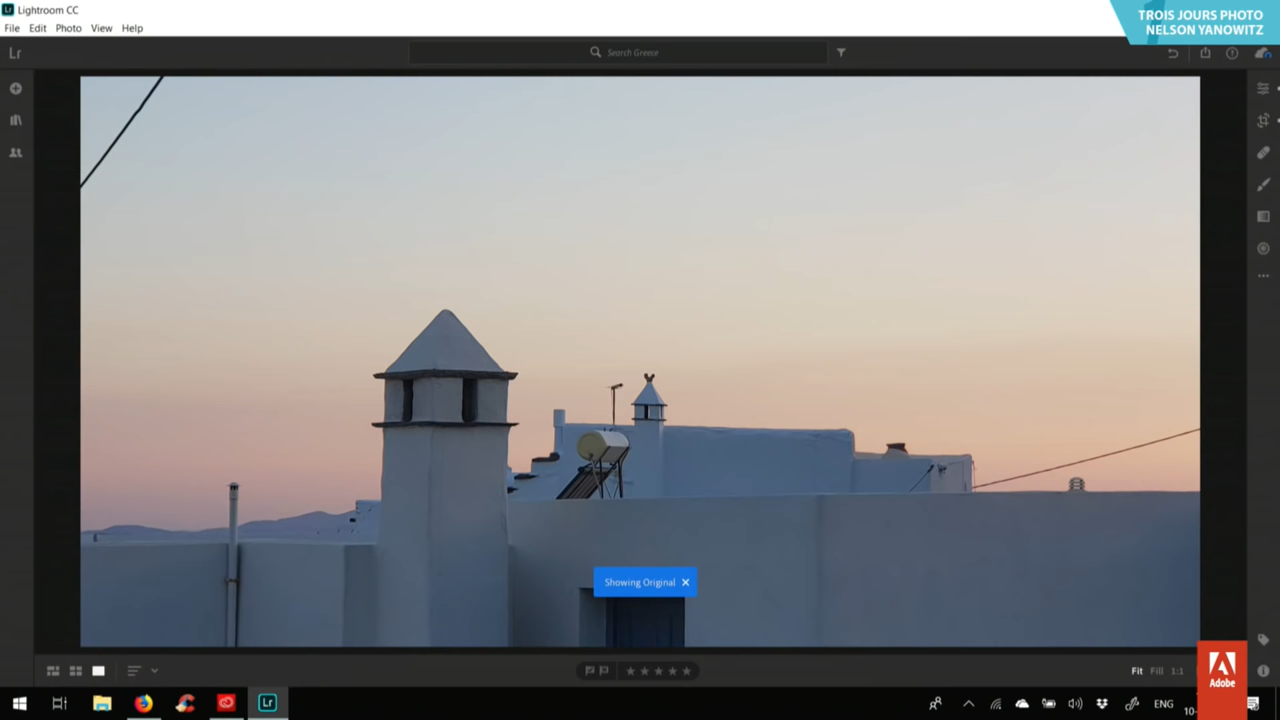 Lr Lightroom CC
TROIS JOURS PHOTO
NELSON YANOWITZ
File Edit Photo View Help
Lr
Search Greece
Showing Original
Fit Fill 1:1
Adobe
Lr
ENG
10-